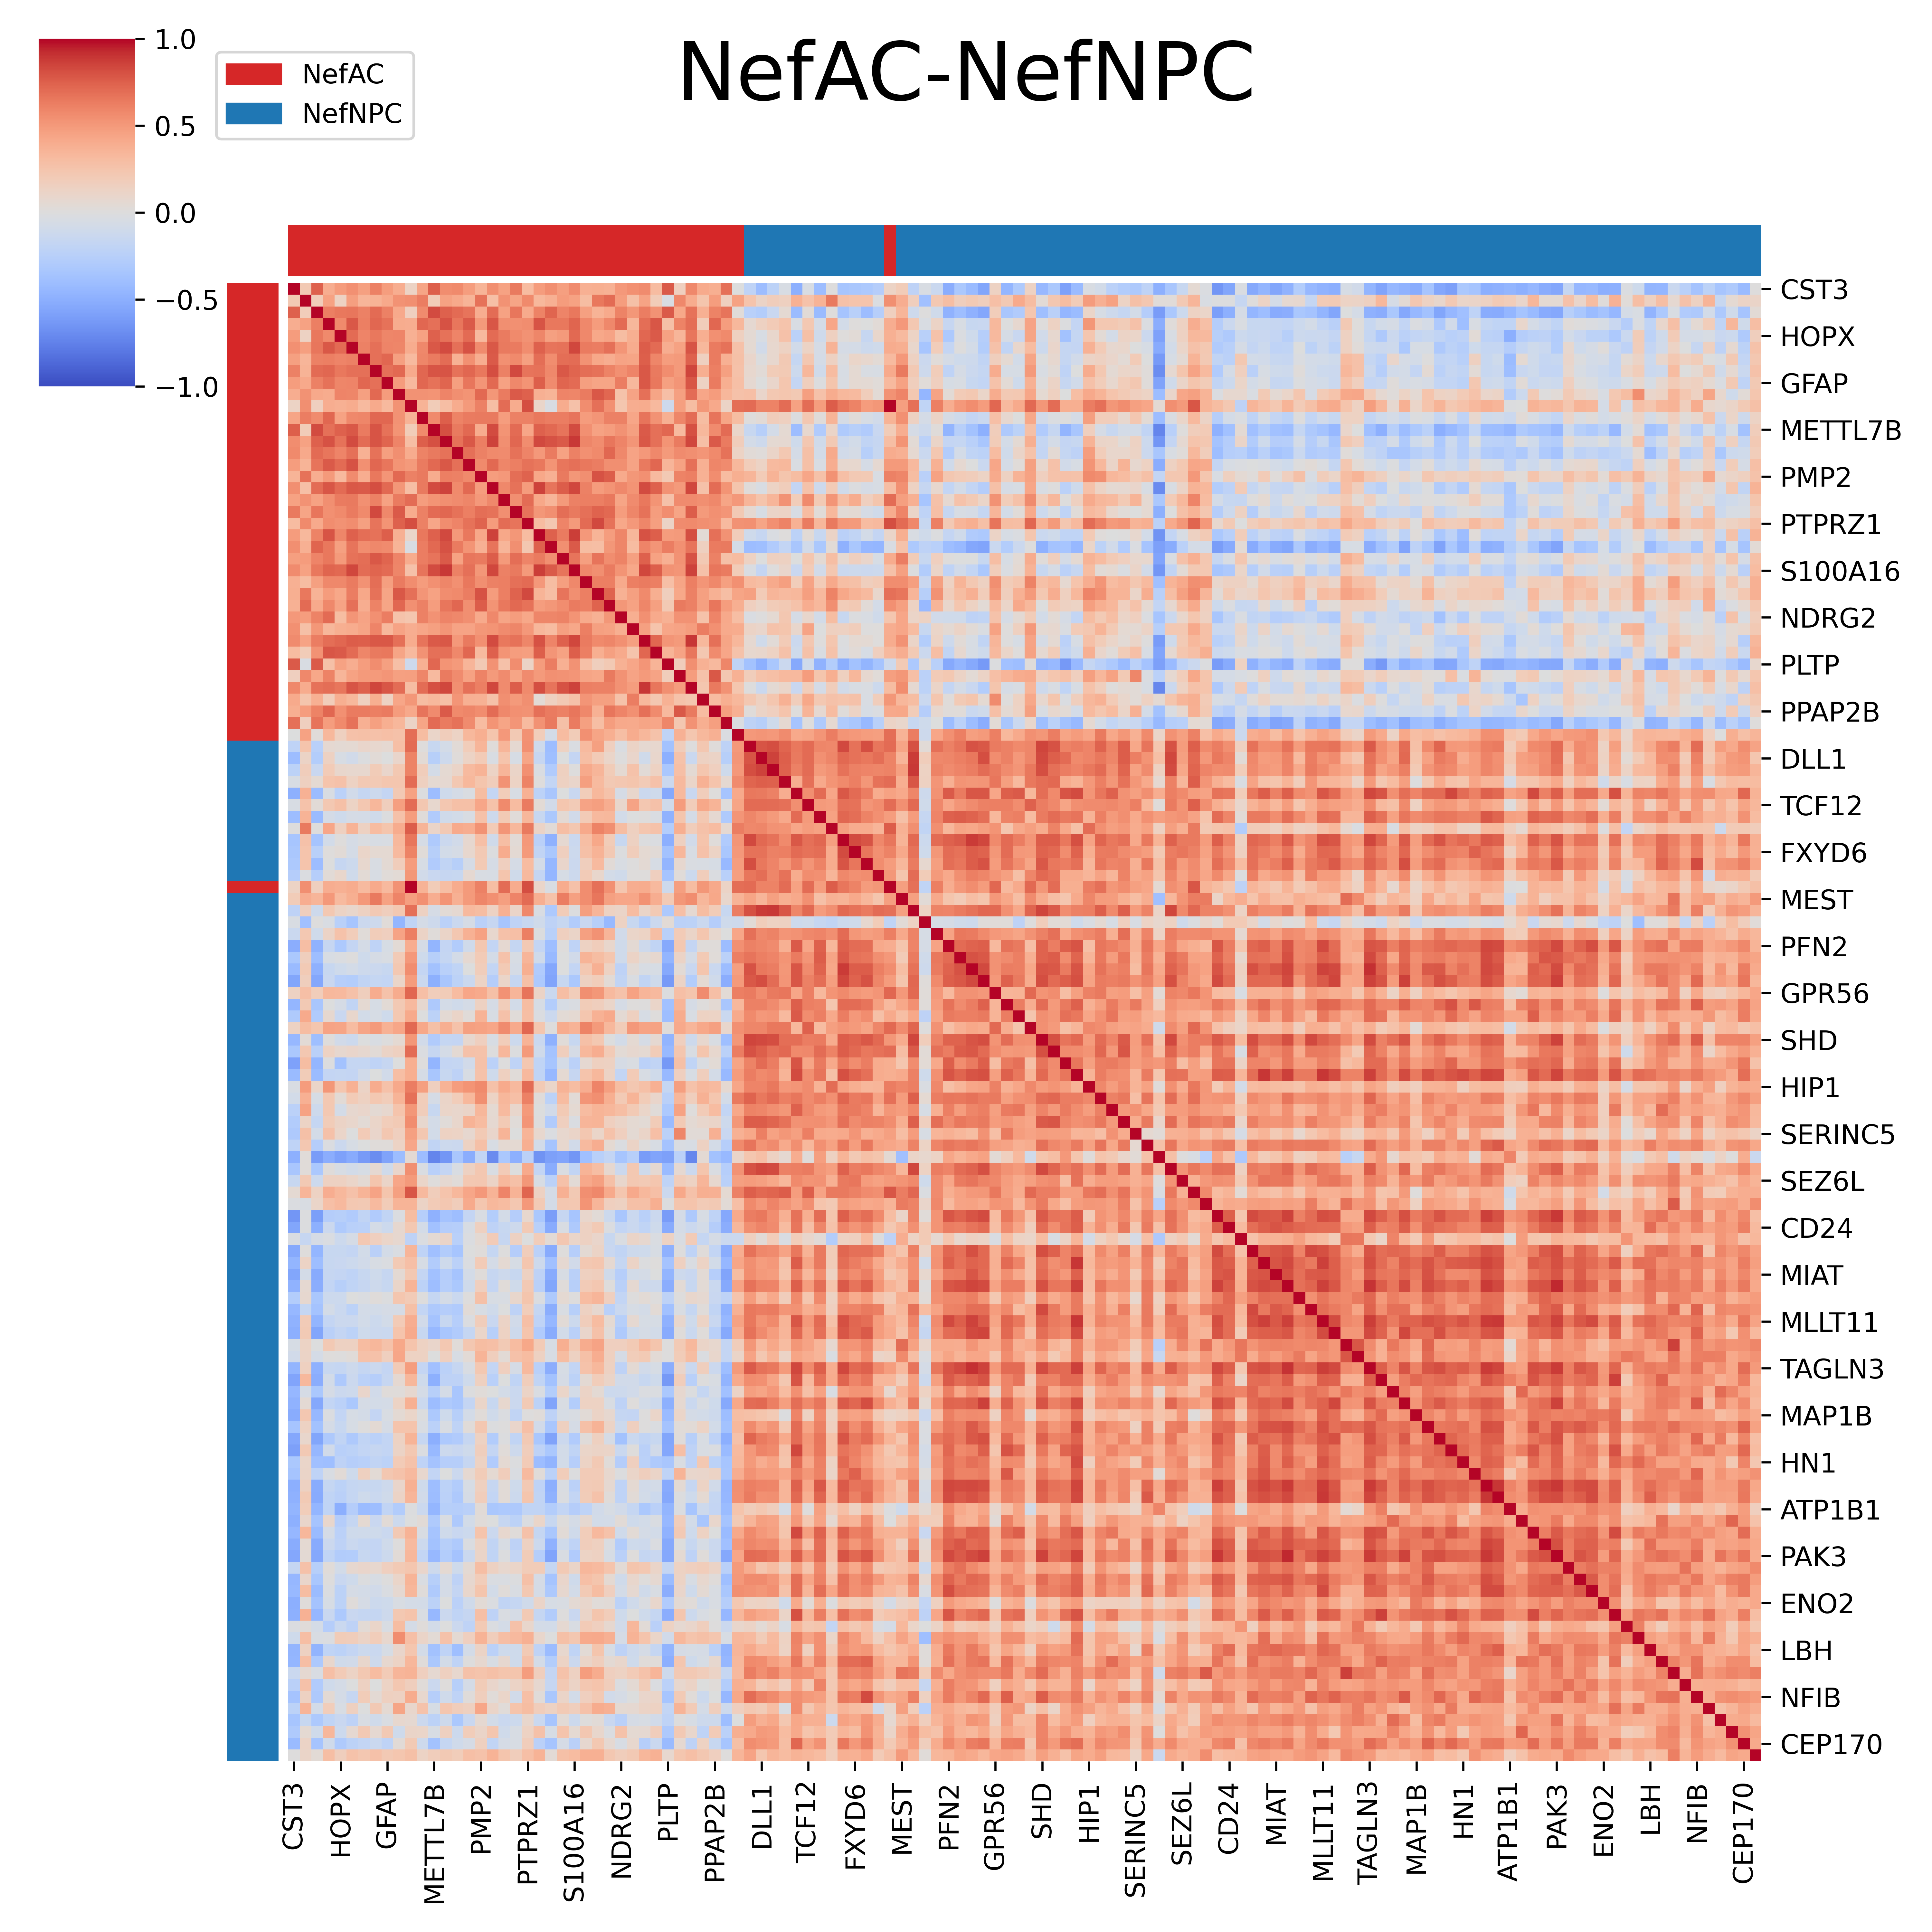 NefAC-NefNPC
1.0
0.5
0.0
−0.5
−1.0
NefAC
NefNPC
CST3
HOPX
GFAP
METTL7B
PMP2
PTPRZ1
S100A16
NDRG2
PLTP
PPAP2B
DLL1
TCF12
FXYD6
MEST
PFN2
GPR56
SHD
HIP1
SERINC5
SEZ6L
CD24
MIAT
MLLT11
TAGLN3
MAP1B
HN1
ATP1B1
PAK3
ENO2
LBH
NFIB
CEP170
CST3
HOPX
GFAP
METTL7B
PMP2
PTPRZ1
S100A16
NDRG2
PLTP
PPAP2B
DLL1
TCF12
FXYD6
MEST
PFN2
GPR56
SHD
HIP1
SERINC5
SEZ6L
CD24
MIAT
MLLT11
TAGLN3
MAP1B
HN1
ATP1B1
PAK3
ENO2
LBH
NFIB
CEP170